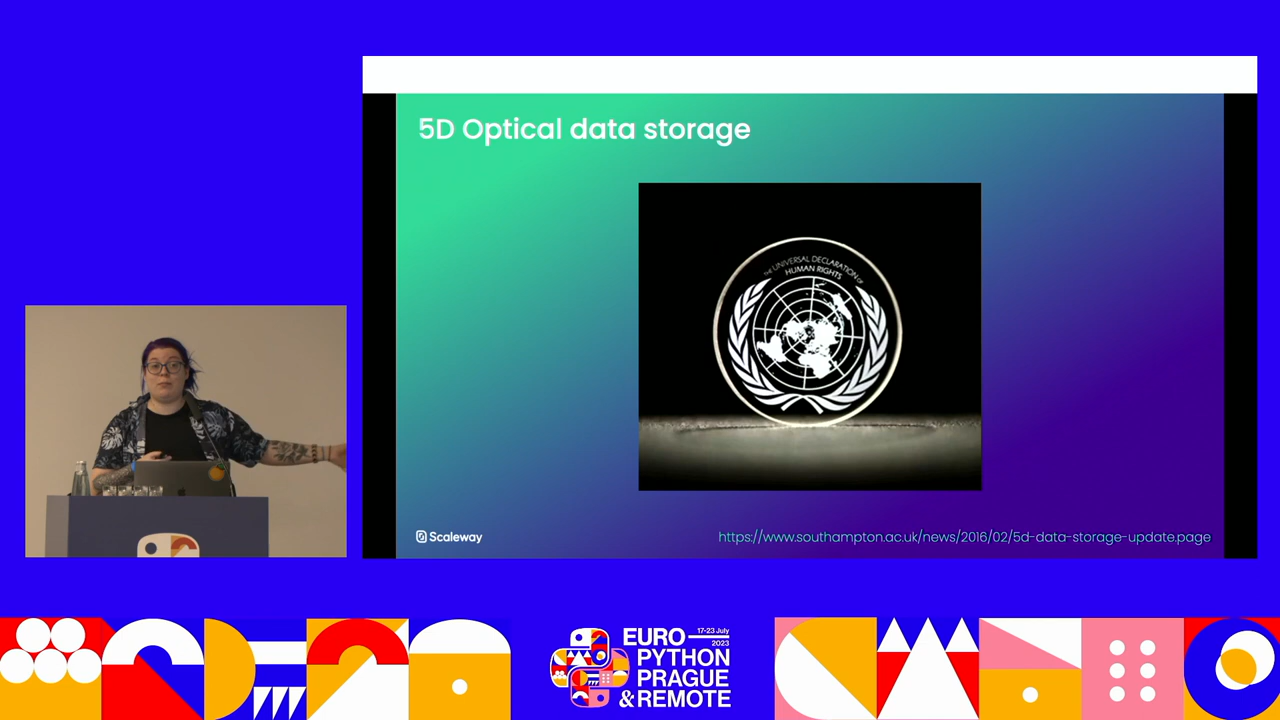 5D Optical data storage
THE UNIVERSAL DECLARATION OF
HUMAN RIGHTS
Scaleway
https://www.southampton.ac.uk/news/2016/02/5d-data-storage-update.page
17-23 July
2023
EURO
PYTHON
PRAGUE
& REMOTE